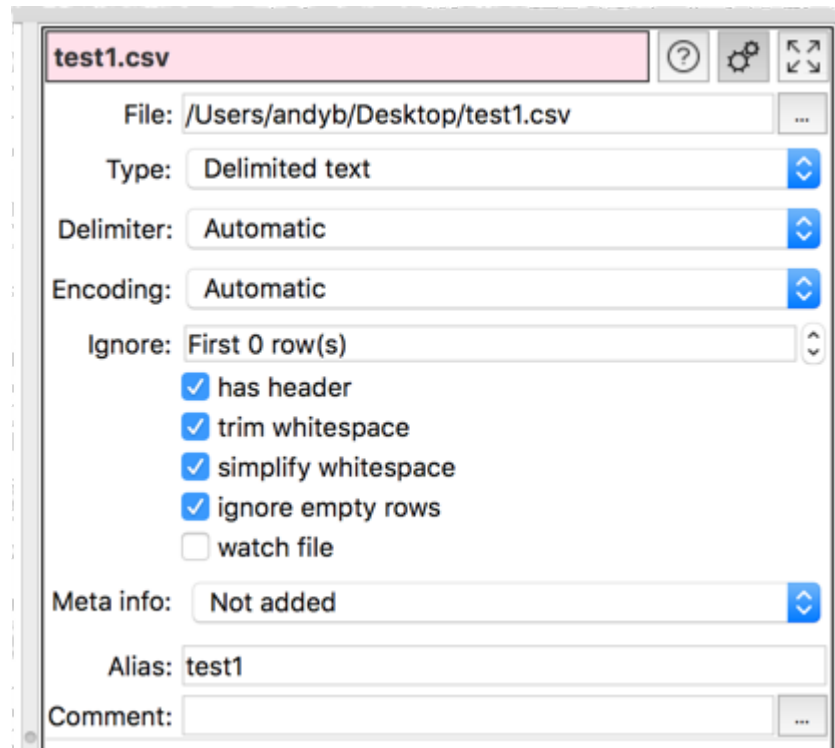 test1.csv
File: /Users/andyb/Desktop/test1.csv ...
Type: Delimited text
Delimiter: Automatic
Encoding: Automatic
Ignore: First 0 row(s)
has header
trim whitespace
simplify whitespace
ignore empty rows
watch file
Meta info: Not added
Alias: test1
Comment: ...